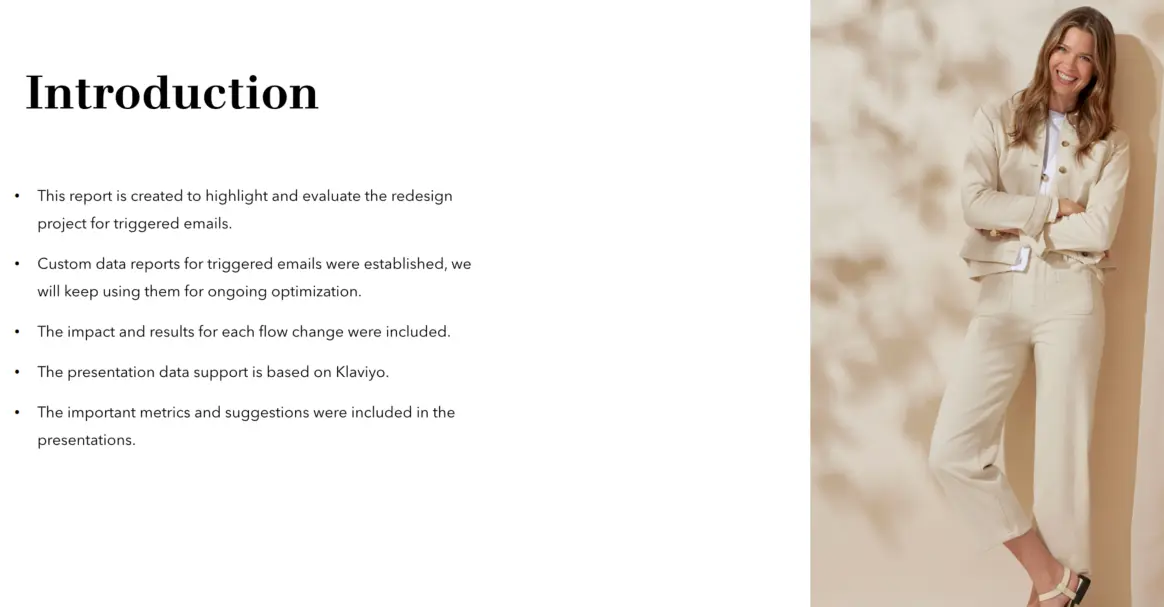 Introduction
• This report is created to highlight and evaluate the redesign
project for triggered emails.
• Custom data reports for triggered emails were established, we
will keep using them for ongoing optimization.
• The impact and results for each flow change were included.
• The presentation data support is based on Klaviyo.
• The important metrics and suggestions were included in the
presentations.